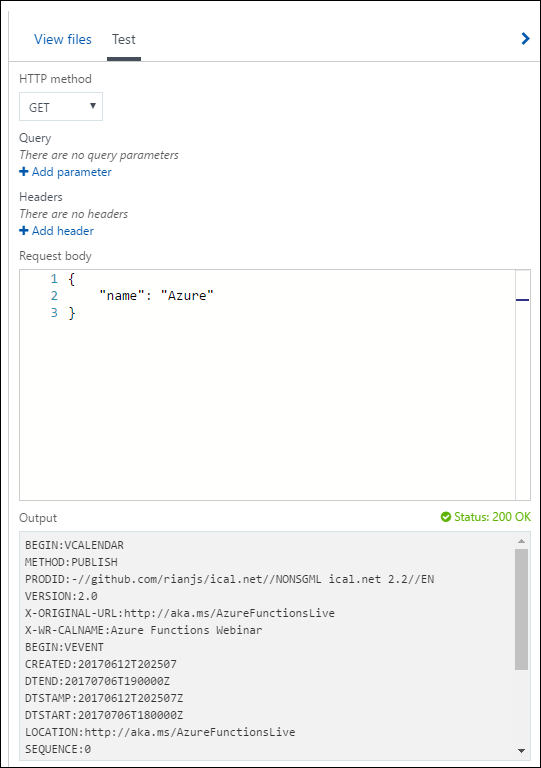 View files Test
HTTP method
GET
Query
There are no query parameters
Add parameter
Headers
There are no headers
Add header
Request body
1 {
2 "name": "Azure"
3 }
Output Status: 200 OK
BEGIN:VCALENDAR
METHOD:PUBLISH
PRODID:-//github.com/rianjs/ical.net//NONSGML ical.net 2.2//EN
VERSION:2.0
X-ORIGINAL-URL:http://aka.ms/AzureFunctionsLive
X-WR-CALNAME:Azure Functions Webinar
BEGIN:VEVENT
CREATED:20170612T202507
DTEND:20170706T190000Z
DTSTAMP:20170612T202507Z
DTSTART:20170706T180000Z
LOCATION:http://aka.ms/AzureFunctionsLive
SEQUENCE:0